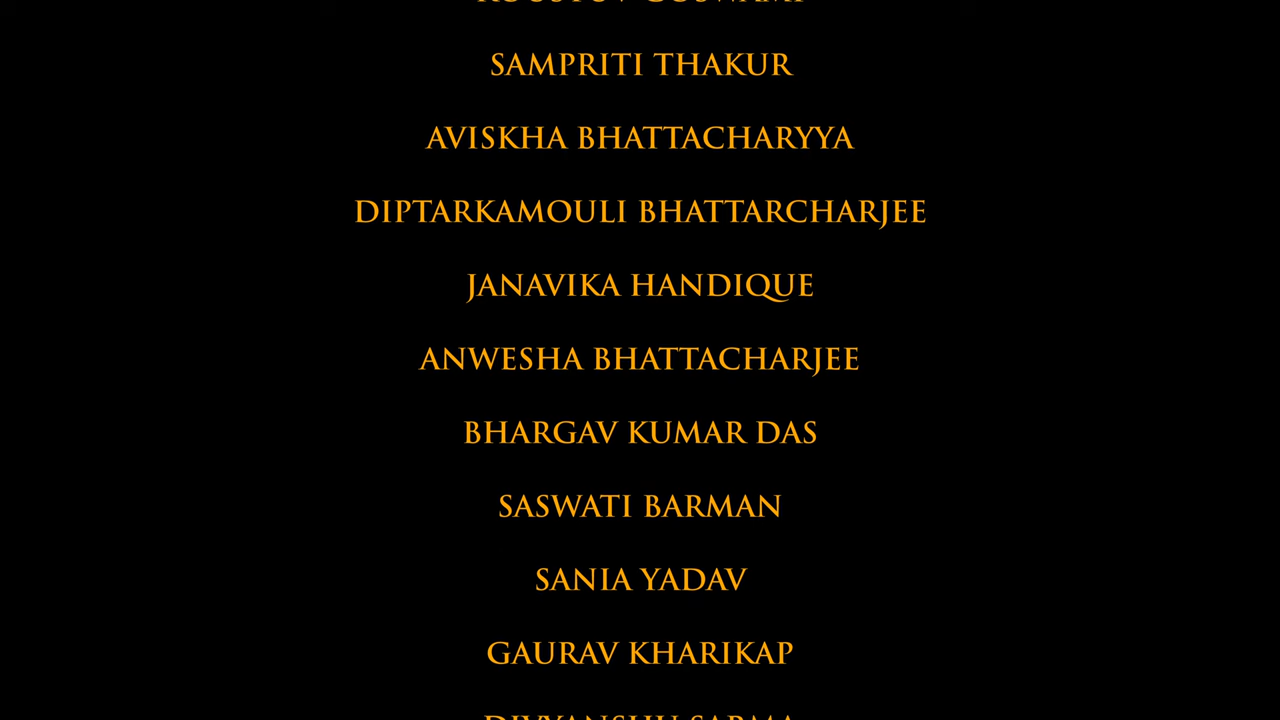 SAMPRITI THAKUR
AVISKHA BHATTACHARYYA
DIPTARKAMOULI BHATTARCHARJEE
JANAVIKA HANDIQUE
ANWESHA BHATTACHARJEE
BHARGAV KUMAR DAS
SASWATI BARMAN
SANIA YADAV
GAURAV KHARIKAP